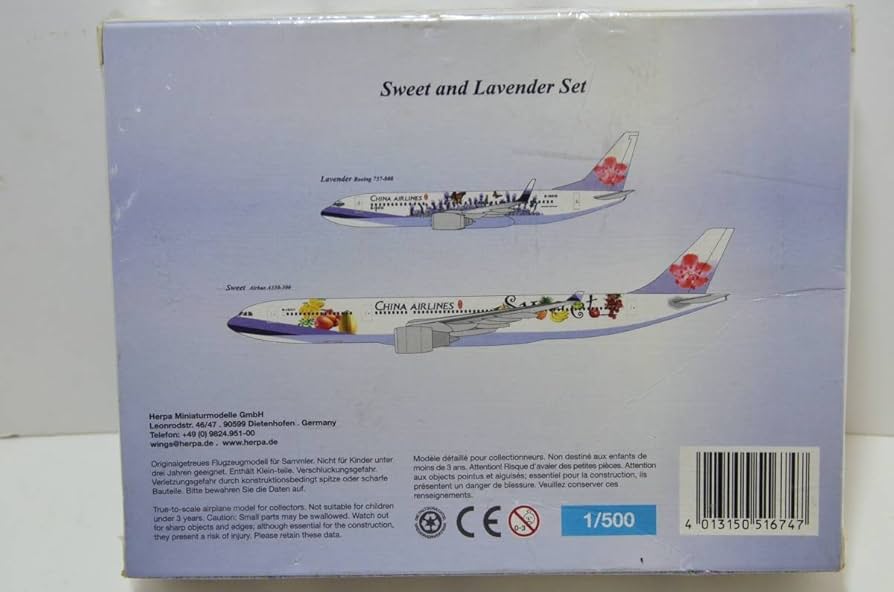 Sweet and Lavender Set
Lavender Boeing 737-800
CHINA AIRLINES
Sweet Airbus A330-300
CHINA AIRLINES
Sweet
Herpa Miniaturmodelle GmbH
Leonrodstr. 46/47 . 90599 Dietenhofen . Germany
Telefon: +49 (0) 9824.951-00
wings@herpa.de . www.herpa.de
Originalgetreues Flugzeugmodell für Sammler. Nicht für Kinder unter
drei Jahren geeignet. Enthält Klein-teile. Verschluckungsgefahr.
Verletzungsgefahr durch konstruktionsbedingt spitze oder scharfe
Bauteile. Bitte bewahren Sie die Daten auf.
True-to-scale airplane model for collectors. Not suitable for children
under 3 years. Caution: Small parts may be swallowed. Watch out
for sharp objects and edges; although essential for the construction,
they present a risk of injury. Please retain these data.
Modèle détaillé pour collectionneurs. Non destiné aux enfants de
moins de 3 ans. Attention! Risque d'avaler des petites pièces. Attention
aux objets pointus et aiguisés; essentiel pour la construction, ils
présentent un danger de blessure. Veuillez conserver ces
renseignements.
CE
0-3
1/500
4 013150 516747